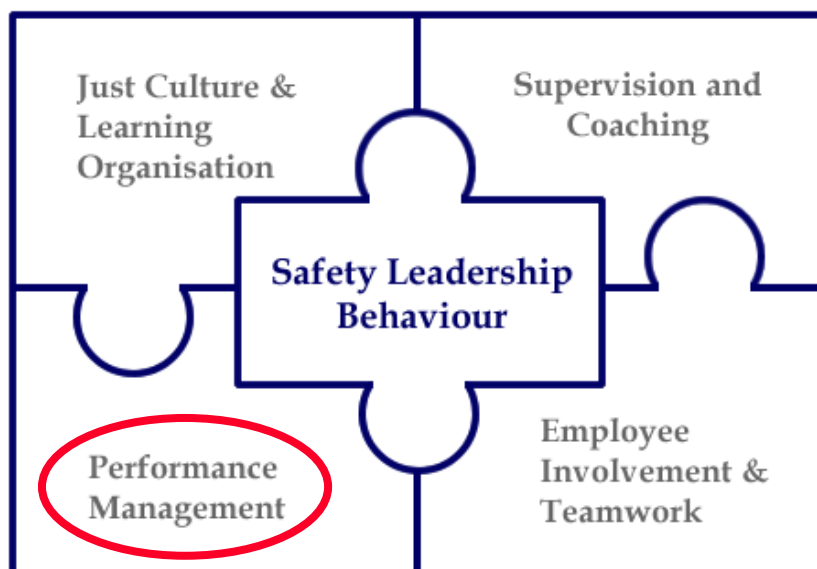 Just Culture &
Learning
Organisation
Supervision and
Coaching
Safety Leadership
Behaviour
Performance
Management
Employee
Involvement &
Teamwork